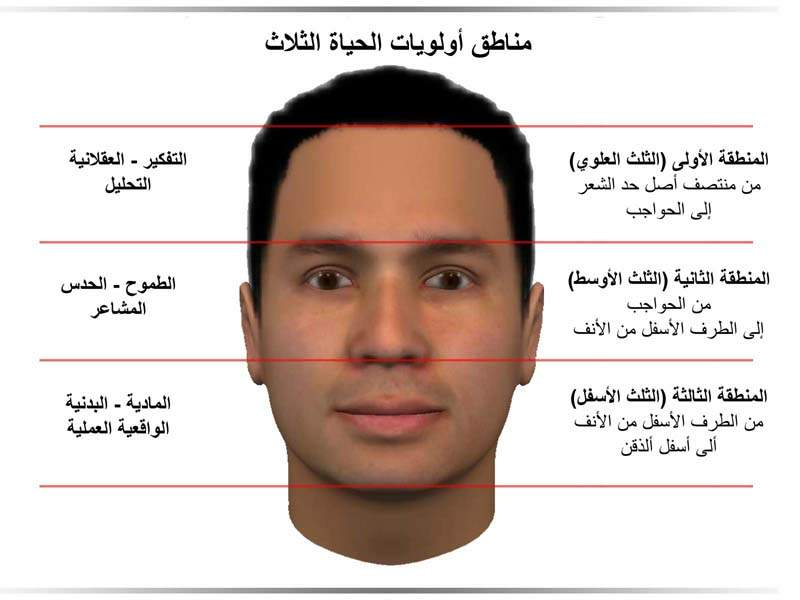 مناطق أولويات الحياة الثلاث
المنطقة الأولى (الثلث العلوي)
من منتصف أصل حد الشعر
إلى الحواجب
التفكير - العقلانية
التحليل
المنطقة الثانية (الثلث الأوسط)
من الحواجب
إلى الطرف الأسفل من الأنف
الطموح - الحدس
المشاعر
المنطقة الثالثة (الثلث الأسفل)
من الطرف الأسفل من الأنف
ألى أسفل ألذقن
المادية - البدنية
الواقعية العملية